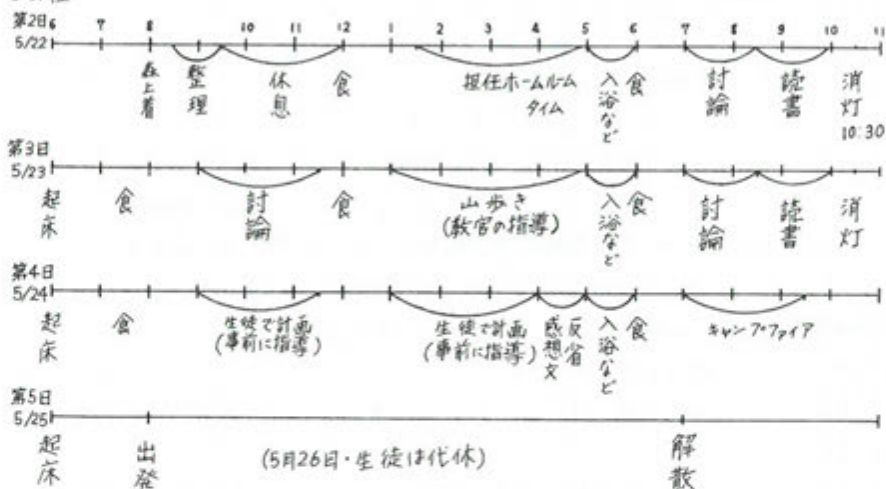 第2日 6 7 8 9 10 11 12 1 2 3 4 5 6 7 8 9 10 11
5/22
上着 整理 休息 食 担任ホームルームタイム 入浴など 食 討論 読書 消灯 10:30
第3日
5/23
起床 食 討論 食 山歩き(教官の指導) 入浴など 食 討論 読書 消灯
第4日
5/24
起床 食 生徒で計画(事前に指導) 生徒で計画(事前に指導) 反省感想文 入浴など 食 キャンプファイア
第5日
5/25
起床 出発 (5月26日・生徒は代休) 解散